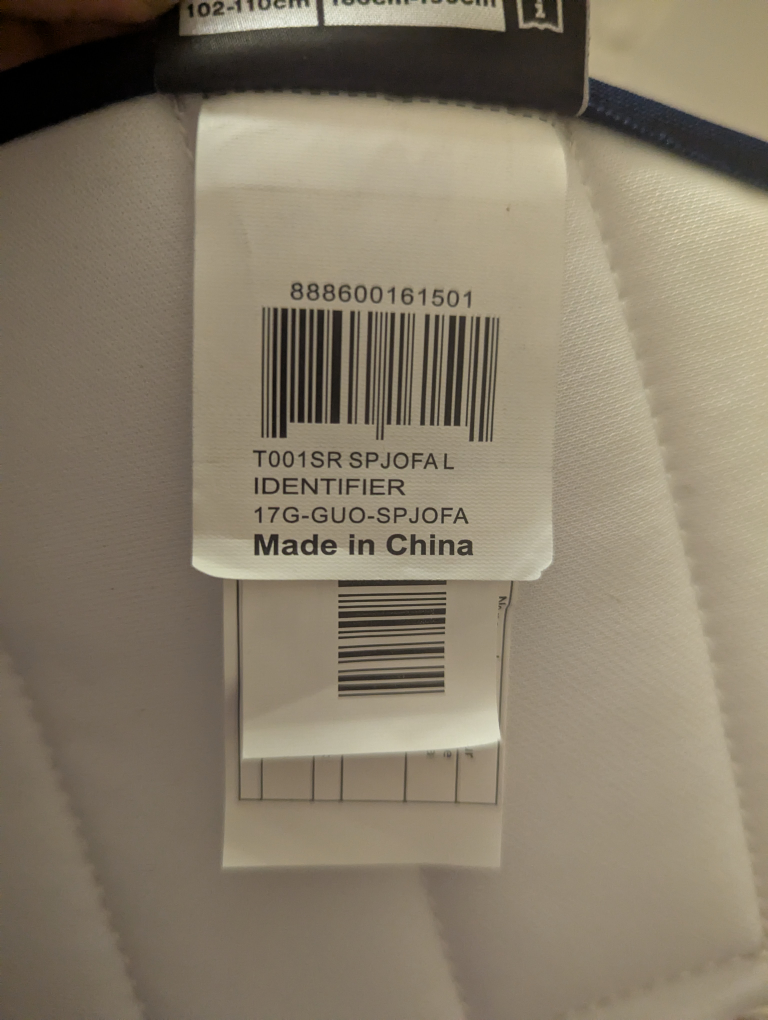 102-110cm
888600161501
T001SR SPJOFA L
IDENTIFIER
17G-GUO-SPJOFA
Made in China